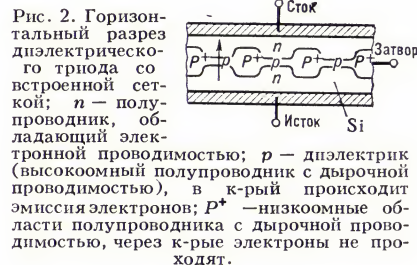 Рис. 2. Горизон-
тальный разрез
диэлектрическо-
го триода со
встроенной сет-
кой; n — полу-
проводник, об-
ладающий элек-
тронной проводимостью; p — диэлектрик
(высокоомный полупроводник с дырочной
проводимостью), в к-рый происходит
эмиссия электронов; P⁺ —низкоомные об-
ласти полупроводника с дырочной прово-
димостью, через к-рые электроны не про-
ходят.
Сток
n
Затвор
P⁺ p P⁺ p P⁺ p P⁺
n
Исток
Si